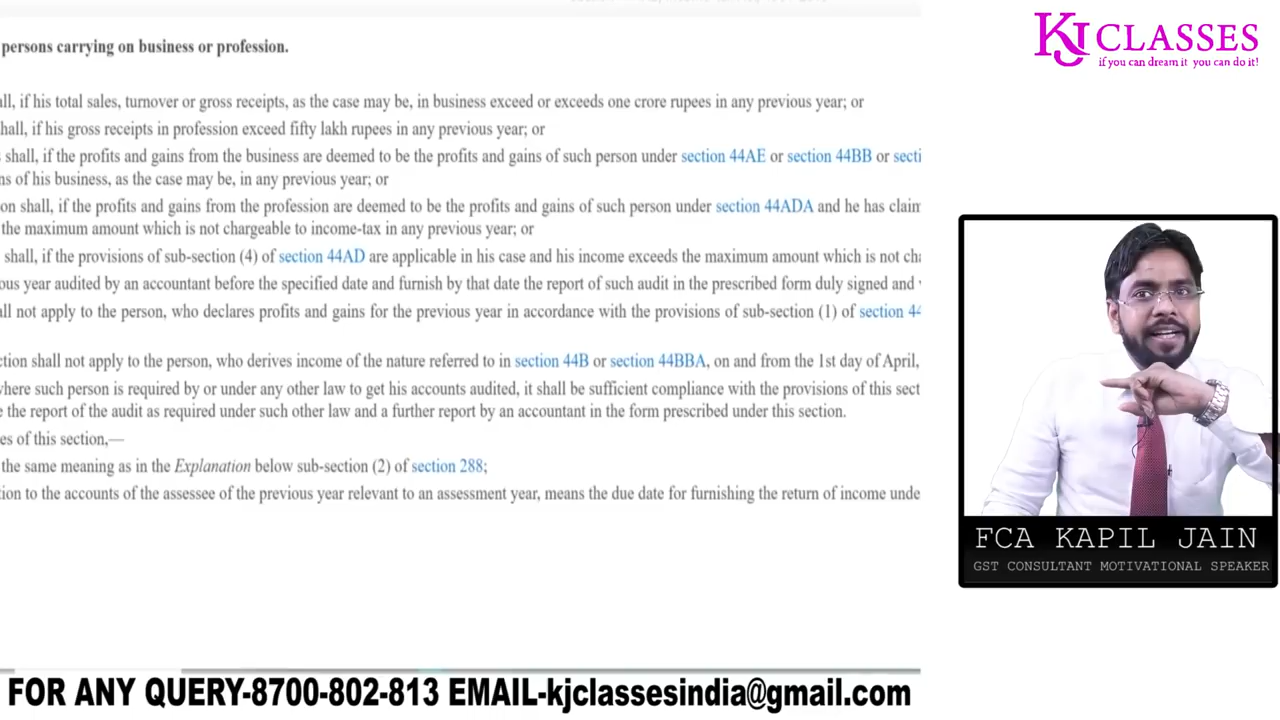 persons carrying on business or profession.
all, if his total sales, turnover or gross receipts, as the case may be, in business exceed or exceeds one crore rupees in any previous year; or
hall, if his gross receipts in profession exceed fifty lakh rupees in any previous year; or
shall, if the profits and gains from the business are deemed to be the profits and gains of such person under section 44AE or section 44BB or secti
ns of his business, as the case may be, in any previous year; or
on shall, if the profits and gains from the profession are deemed to be the profits and gains of such person under section 44ADA and he has claim
the maximum amount which is not chargeable to income-tax in any previous year; or
shall, if the provisions of sub-section (4) of section 44AD are applicable in his case and his income exceeds the maximum amount which is not cha
ous year audited by an accountant before the specified date and furnish by that date the report of such audit in the prescribed form duly signed and
all not apply to the person, who declares profits and gains for the previous year in accordance with the provisions of sub-section (1) of section 44
ction shall not apply to the person, who derives income of the nature referred to in section 44B or section 44BBA, on and from the 1st day of April,
where such person is required by or under any other law to get his accounts audited, it shall be sufficient compliance with the provisions of this sect
e the report of the audit as required under such other law and a further report by an accountant in the form prescribed under this section.
es of this section,—
the same meaning as in the Explanation below sub-section (2) of section 288;
tion to the accounts of the assessee of the previous year relevant to an assessment year, means the due date for furnishing the return of income unde
KJ CLASSES
if you can dream it you can do it!
FCA KAPIL JAIN
GST CONSULTANT MOTIVATIONAL SPEAKER
FOR ANY QUERY-8700-802-813 EMAIL-kjclassesindia@gmail.com